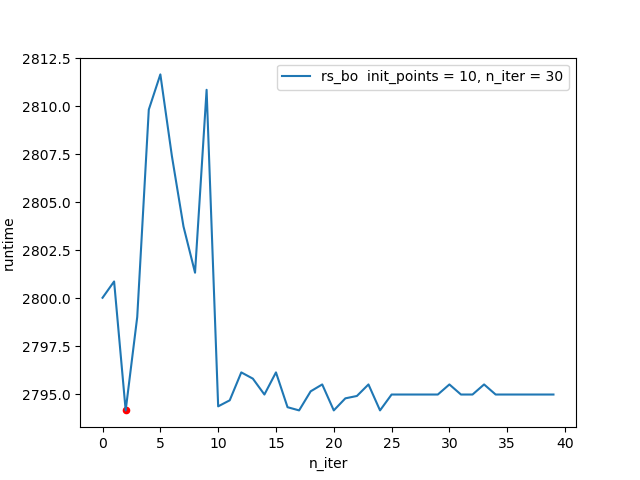 rs_bo  init_points = 10, n_iter = 30
2812.5
2810.0
2807.5
2805.0
2802.5
2800.0
2797.5
2795.0
runtime
0 5 10 15 20 25 30 35 40
n_iter